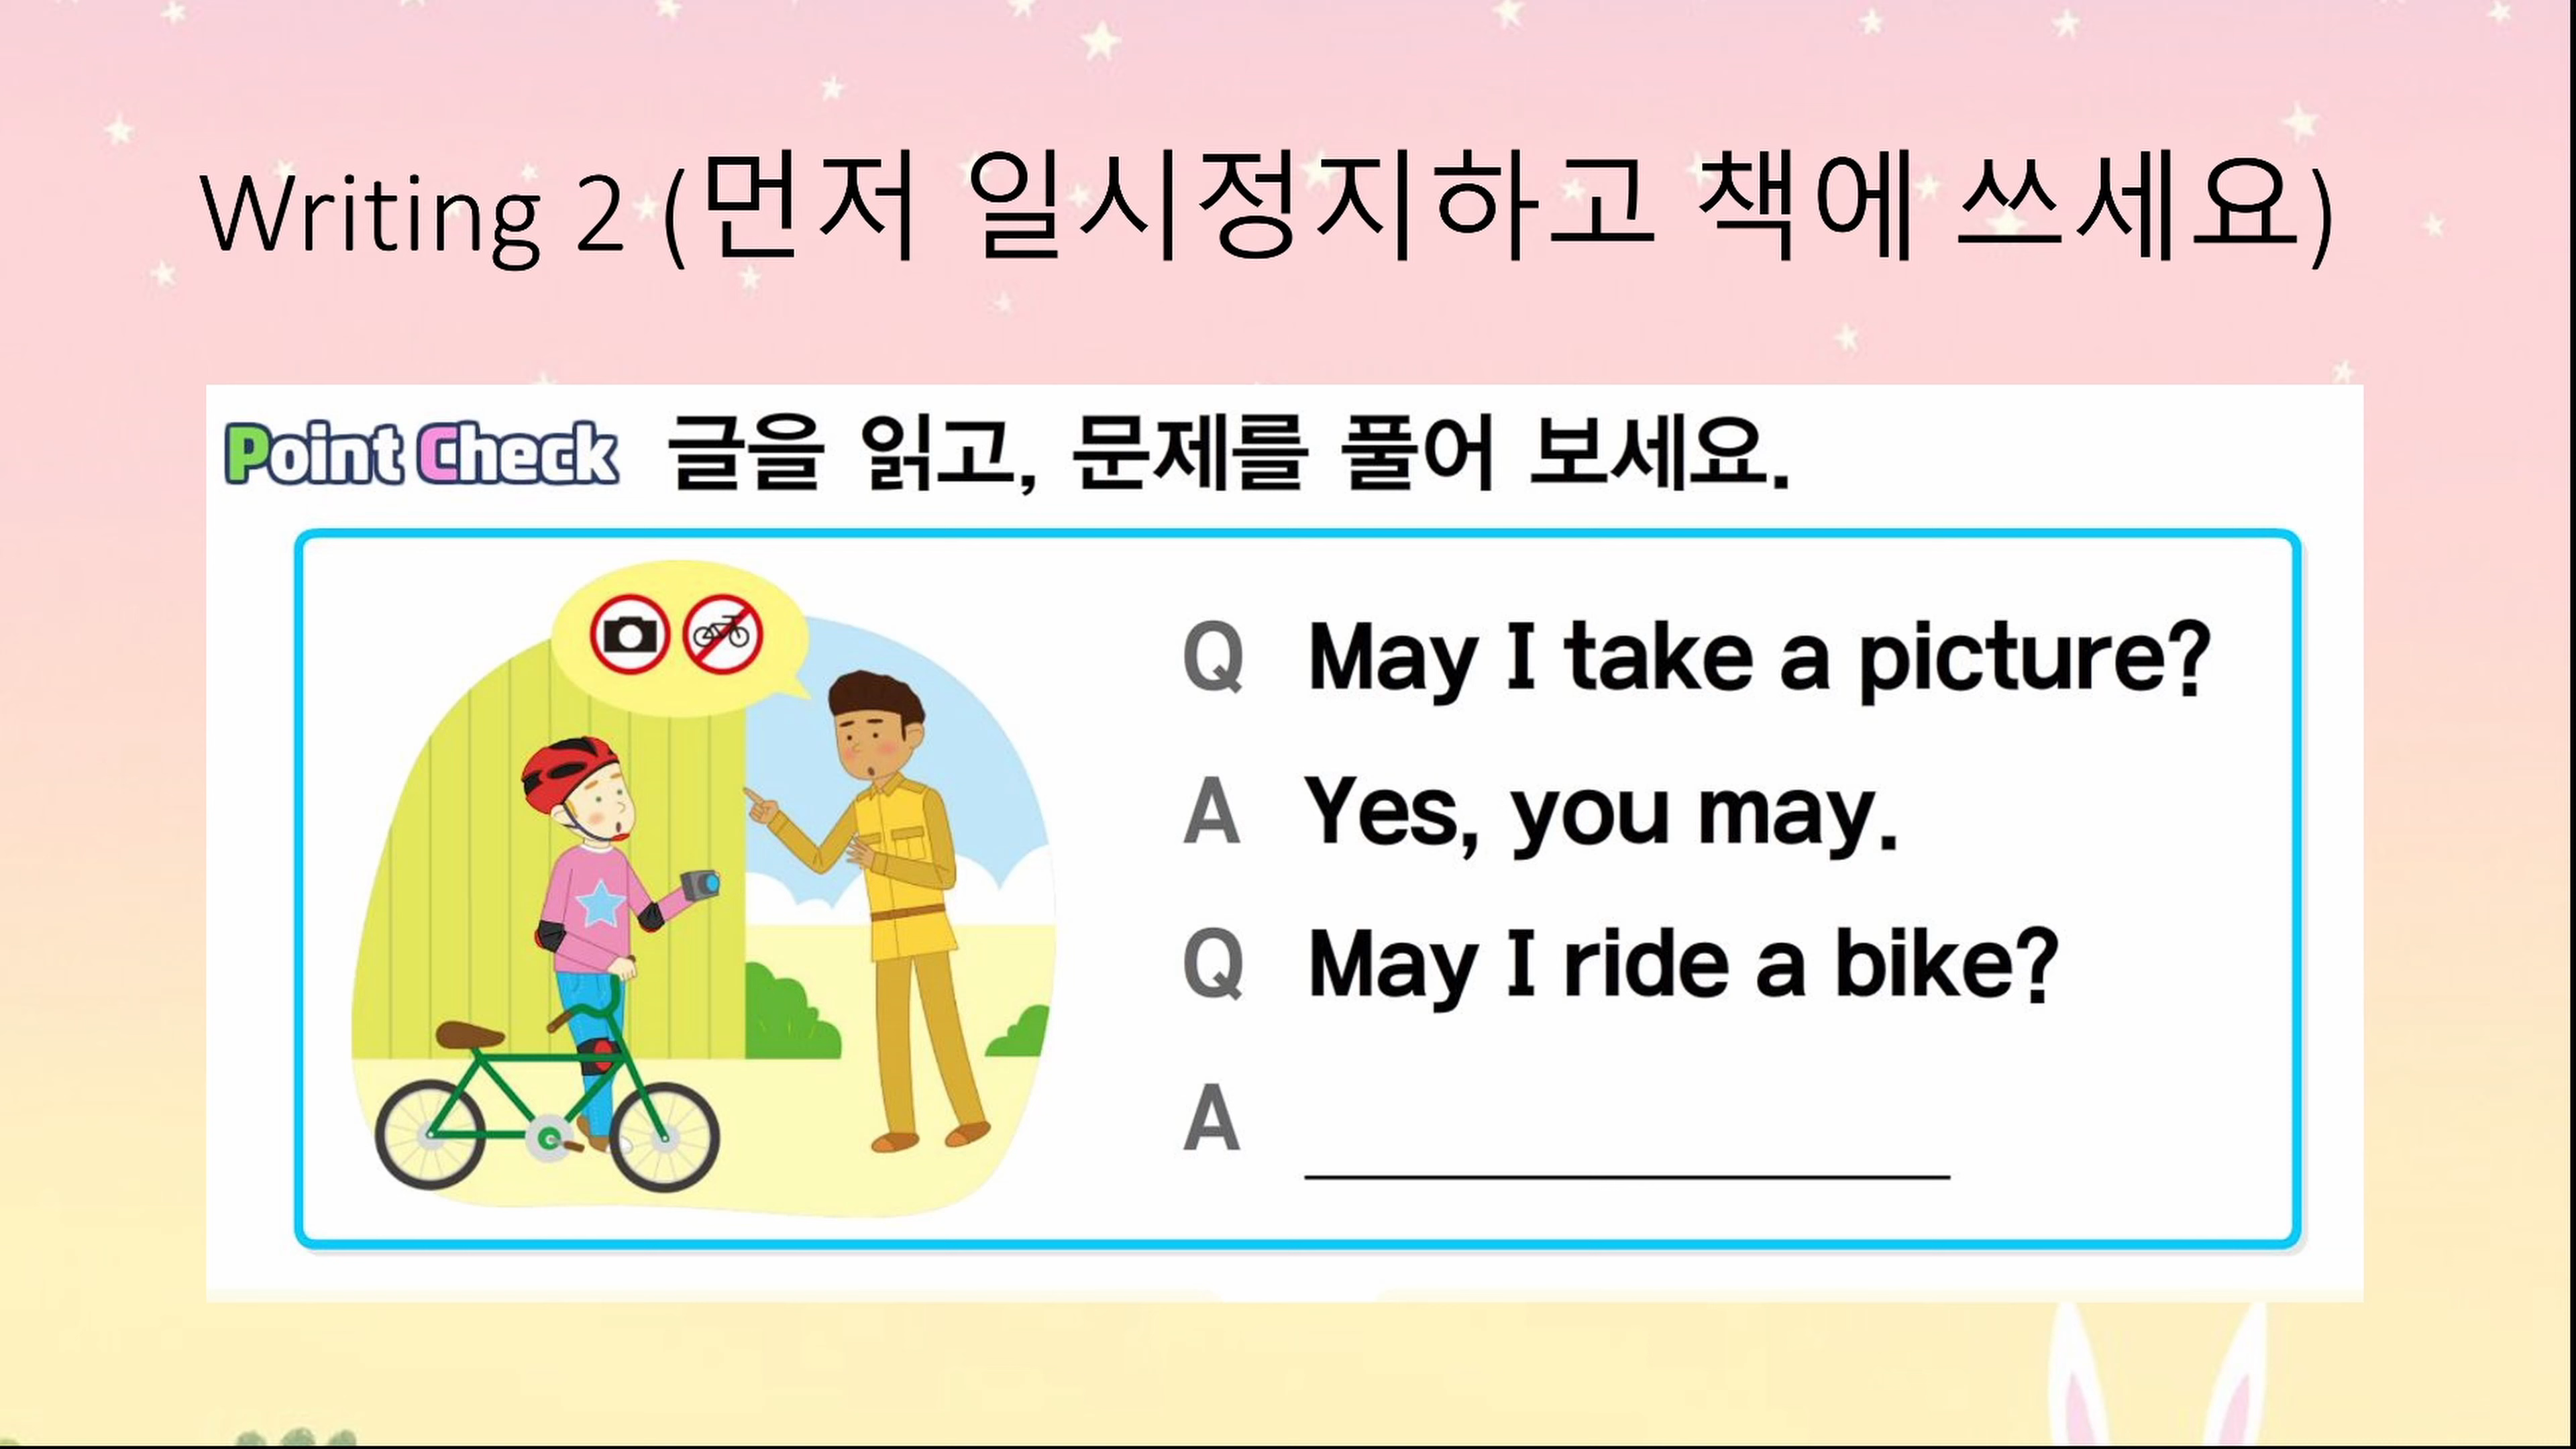 Writing 2 (먼저 일시정지하고 책에 쓰세요)
Point Check 글을 읽고, 문제를 풀어 보세요.
Q May I take a picture?
A Yes, you may.
Q May I ride a bike?
A